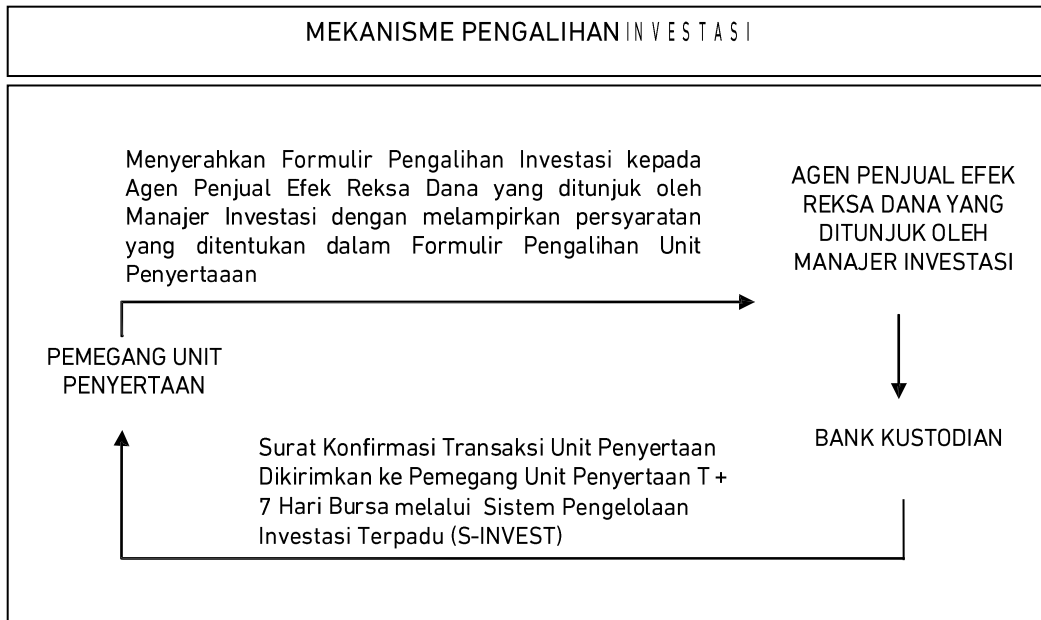 MEKANISME PENGALIHAN INVESTASI
Menyerahkan Formulir Pengalihan Investasi kepada
Agen Penjual Efek Reksa Dana yang ditunjuk oleh
Manajer Investasi dengan melampirkan persyaratan
yang ditentukan dalam Formulir Pengalihan Unit
Penyertaaan
AGEN PENJUAL EFEK
REKSA DANA YANG
DITUNJUK OLEH
MANAJER INVESTASI
PEMEGANG UNIT
PENYERTAAN
BANK KUSTODIAN
Surat Konfirmasi Transaksi Unit Penyertaan
Dikirimkan ke Pemegang Unit Penyertaan T +
7 Hari Bursa melalui Sistem Pengelolaan
Investasi Terpadu (S-INVEST)